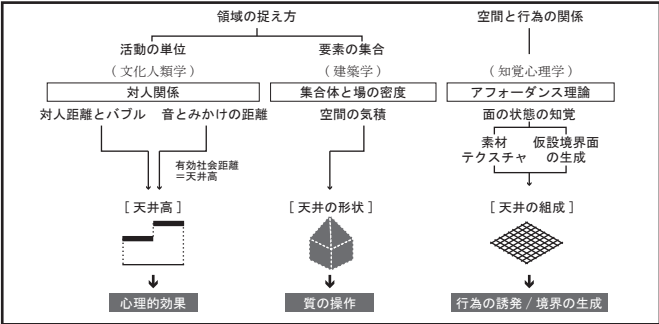 領域の捉え方
空間と行為の関係
活動の単位
要素の集合
(文化人類学)
(建築学)
(知覚心理学)
対人関係
集合体と場の密度
アフォーダンス理論
対人距離とバブル
音とみかけの距離
空間の気積
面の状態の知覚
素材
テクスチャ
仮設境界面
の生成
有効社会距離
=天井高
[天井高]
[天井の形状]
[天井の組成]
心理的効果
質の操作
行為の誘発/境界の生成